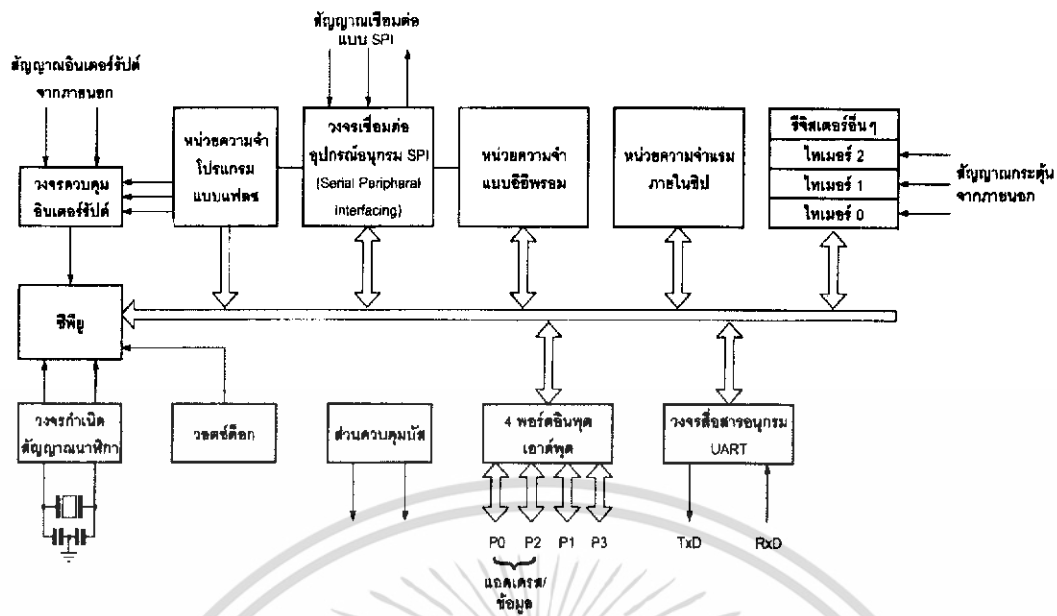 สัญญาณเชื่อมต่อ
แบบ SPI
สัญญาณอินเตอร์รัปต์
จากภายนอก
หน่วยความจำ
โปรแกรม
แบบแฟลช
วงจรเชื่อมต่อ
อุปกรณ์อนุกรม SPI
(Serial Peripheral
Interfacing)
หน่วยความจำ
แบบอีอีพรอม
หน่วยความจำแรม
ภายในชิป
รีจิสเตอร์อื่นๆ
ไทเมอร์ 2
ไทเมอร์ 1
ไทเมอร์ 0
สัญญาณกระตุ้น
จากภายนอก
วงจรควบคุม
อินเตอร์รัปต์
ซีพียู
วงจรกำเนิด
สัญญาณนาฬิกา
วอตช์ด็อก
ส่วนควบคุมบัส
4 พอร์ตอินพุต
เอาต์พุต
วงจรสื่อสารอนุกรม
UART
P0 P2 P1 P3
TxD RxD
แอดเดรส/
ข้อมูล